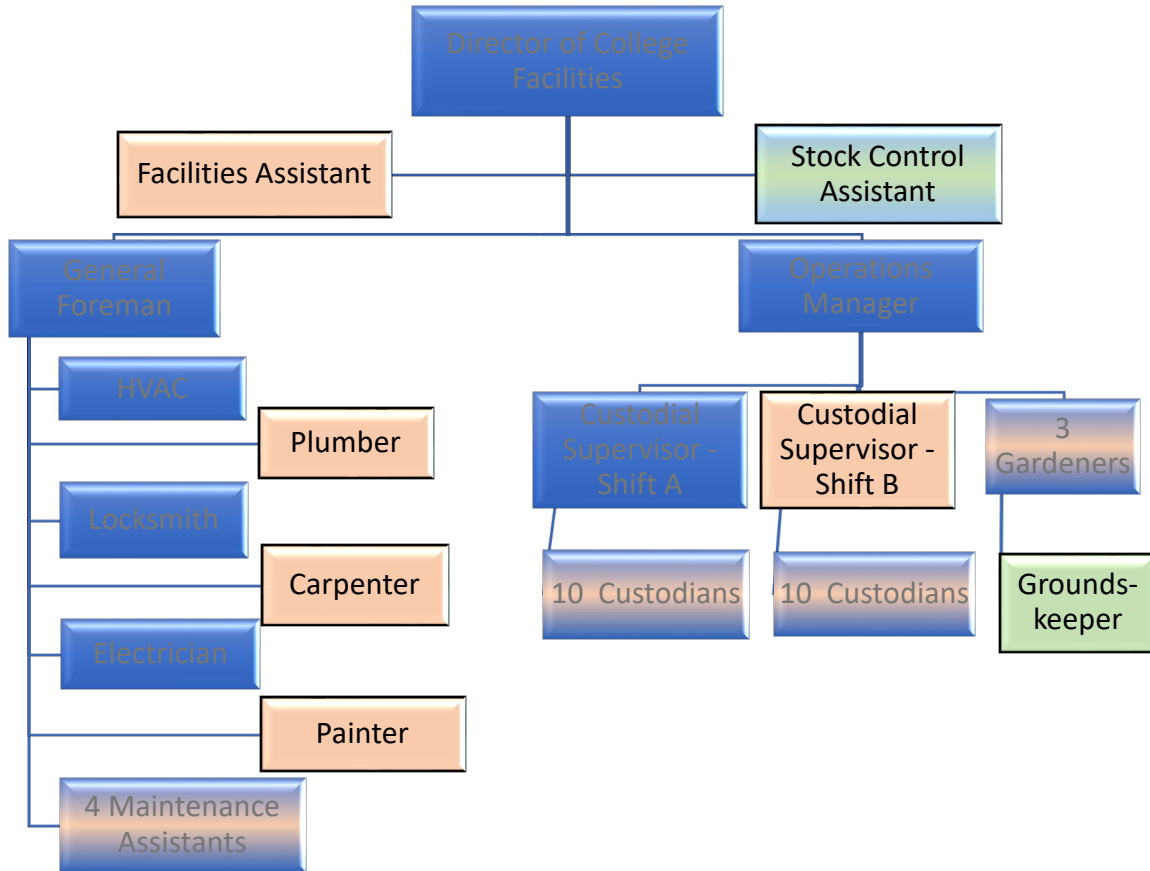 Director of College
Facilities
Facilities Assistant
Stock Control
Assistant
General
Foreman
Operations
Manager
HVAC
Plumber
Locksmith
Carpenter
Electrician
Painter
4 Maintenance
Assistants
Custodial
Supervisor -
Shift A
Custodial
Supervisor -
Shift B
3
Gardeners
10 Custodians
10 Custodians
Grounds-
keeper